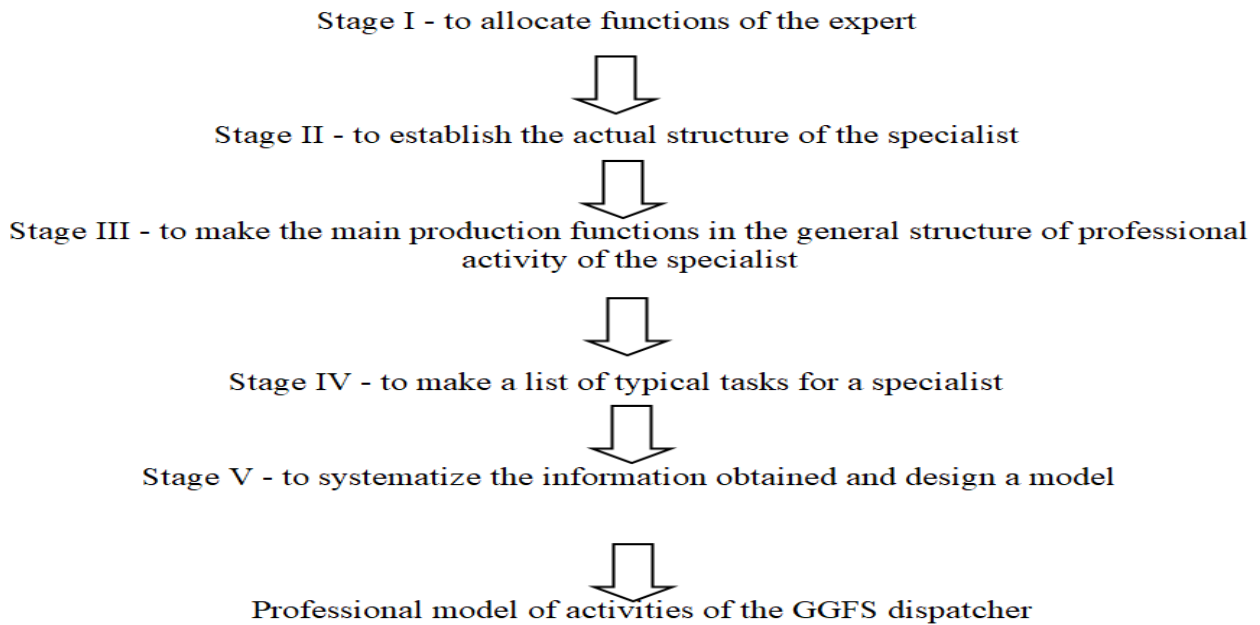 Stage I - to allocate functions of the expert
Stage II - to establish the actual structure of the specialist
Stage III - to make the main production functions in the general structure of professional
activity of the specialist
Stage IV - to make a list of typical tasks for a specialist
Stage V - to systematize the information obtained and design a model
Professional model of activities of the GGFS dispatcher